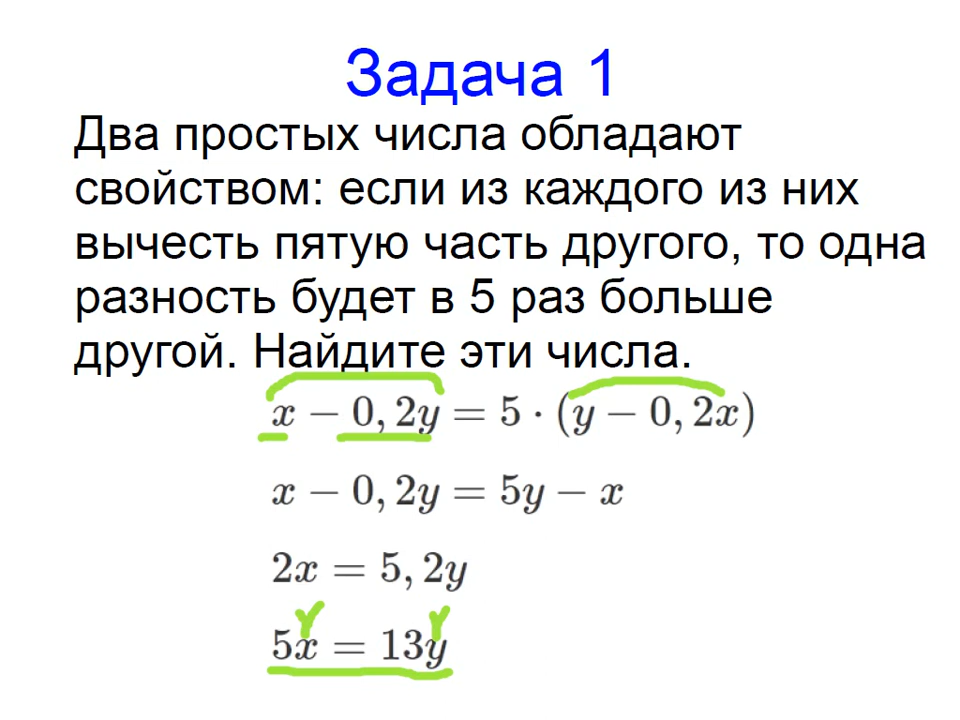 Задача 1
Два простых числа обладают
свойством: если из каждого из них
вычесть пятую часть другого, то одна
разность будет в 5 раз больше
другой. Найдите эти числа.
x − 0, 2y = 5 · (y − 0, 2x)
x − 0, 2y = 5y − x
2x = 5, 2y
5x = 13y